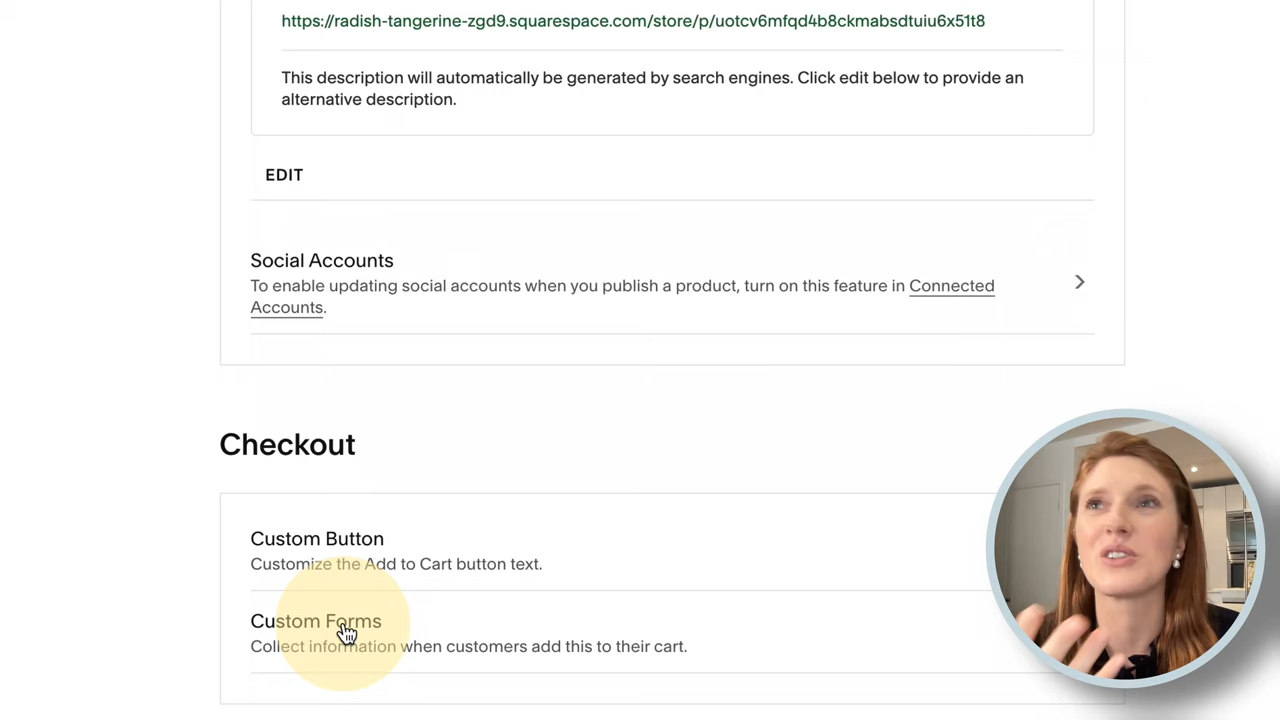 https://radish-tangerine-zgd9.squarespace.com/store/p/uotcv6mfqd4b8ckmabsdtuiu6x51t8
This description will automatically be generated by search engines. Click edit below to provide an
alternative description.
EDIT
Social Accounts
To enable updating social accounts when you publish a product, turn on this feature in Connected
Accounts.
Checkout
Custom Button
Customize the Add to Cart button text.
Custom Forms
Collect information when customers add this to their cart.